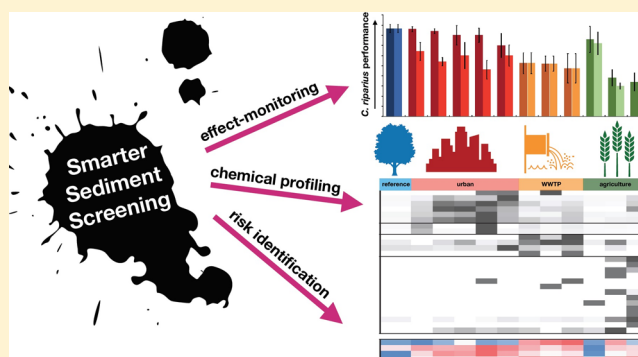 Smarter
Sediment
Screening
effect-monitoring
chemical profiling
risk identification
C. riparius performance
reference
urban
WWTP
agriculture